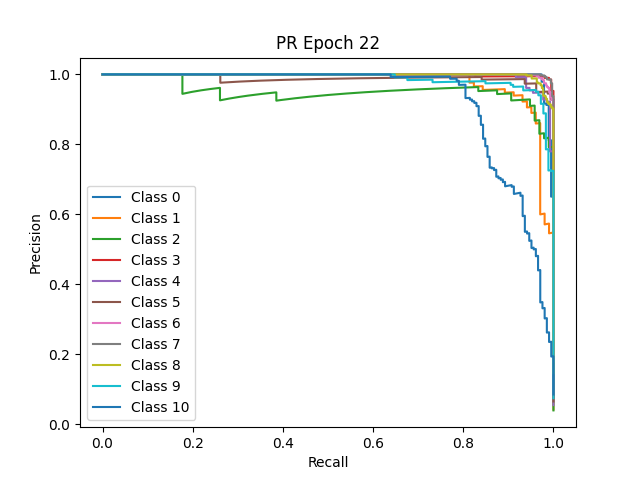 PR Epoch 22
1.0
0.8
0.6
0.4
0.2
0.0
Precision
Class 0
Class 1
Class 2
Class 3
Class 4
Class 5
Class 6
Class 7
Class 8
Class 9
Class 10
0.0 0.2 0.4 0.6 0.8 1.0
Recall